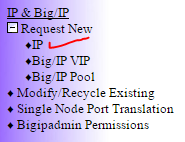 IP & Big/IP
Request New
♦IP
♦Big/IP VIP
♦Big/IP Pool
♦ Modify/Recycle Existing
♦ Single Node Port Translation
♦ Bigipadmin Permissions